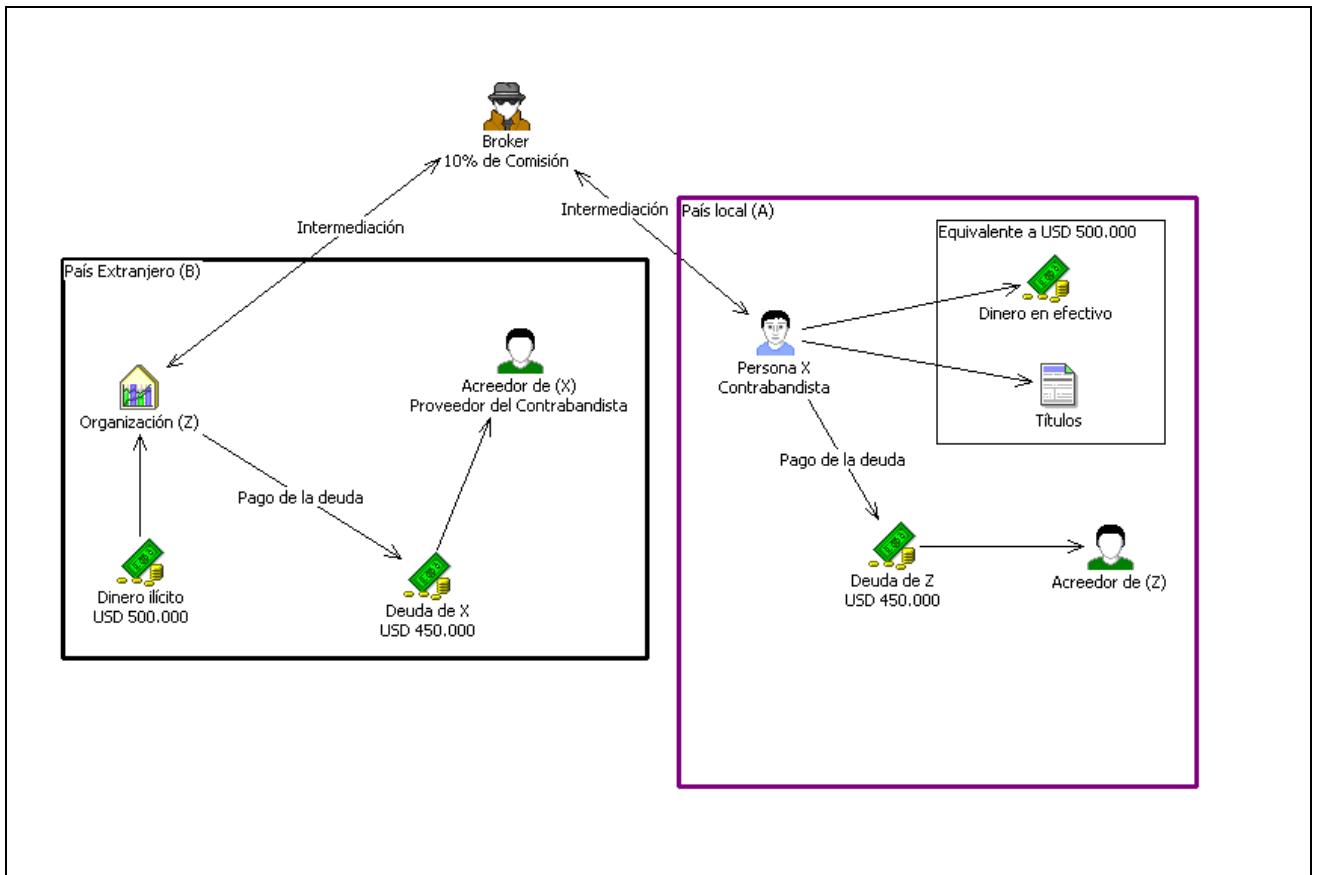 Broker
10% de Comisión
Intermediación
Intermediación
País Extranjero (B)
Organización (Z)
Acreedor de (X)
Proveedor del Contrabandista
Pago de la deuda
Dinero ilícito
USD 500.000
Deuda de X
USD 450.000
País local (A)
Equivalente a USD 500.000
Dinero en efectivo
Persona X
Contrabandista
Títulos
Pago de la deuda
Deuda de Z
USD 450.000
Acreedor de (Z)